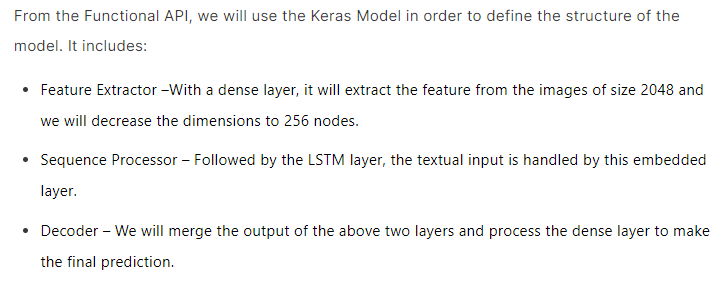 From the Functional API, we will use the Keras Model in order to define the structure of the
model. It includes:
• Feature Extractor –With a dense layer, it will extract the feature from the images of size 2048 and
we will decrease the dimensions to 256 nodes.
• Sequence Processor – Followed by the LSTM layer, the textual input is handled by this embedded
layer.
• Decoder – We will merge the output of the above two layers and process the dense layer to make
the final prediction.